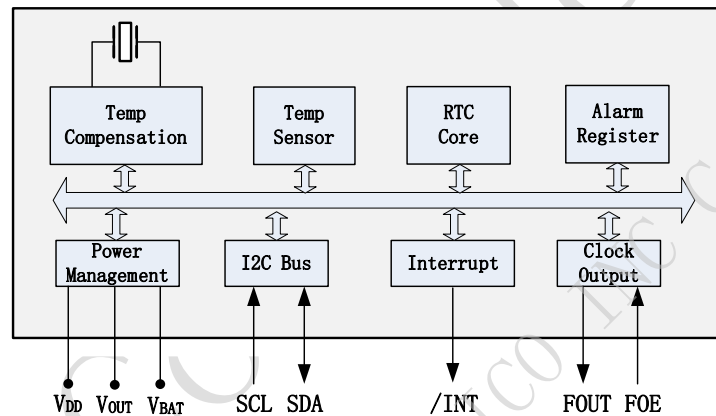 Temp
Compensation
Temp
Sensor
RTC
Core
Alarm
Register
Power
Management
I2C Bus
Interrupt
Clock
Output
VDD VOUT VBAT SCL SDA /INT FOUT FOE
INC